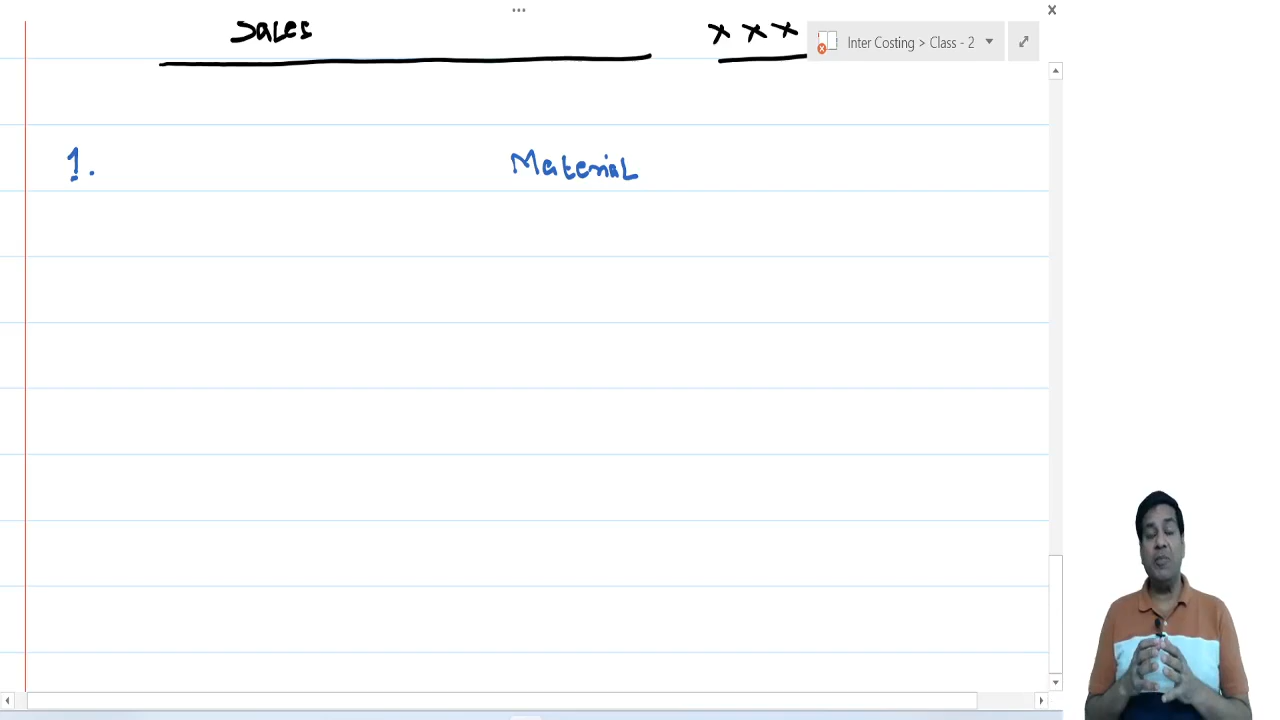 Sales x x x
Inter Costing > Class - 2
1. Material